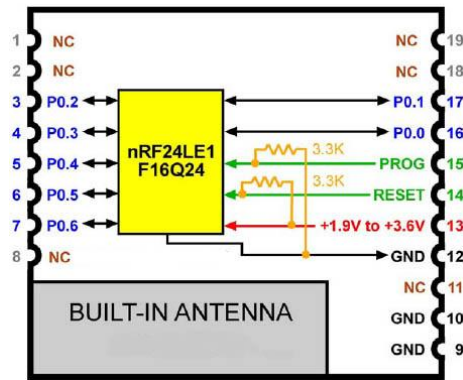 1 NC NC 19
2 NC NC 18
3 P0.2 P0.1 17
4 P0.3 nRF24LE1 P0.0 16
F16Q24 3.3K
5 P0.4 PROG 15
3.3K
6 P0.5 RESET 14
7 P0.6 +1.9V to +3.6V 13
8 NC GND 12
NC 11
BUILT-IN ANTENNA GND 10
GND 9